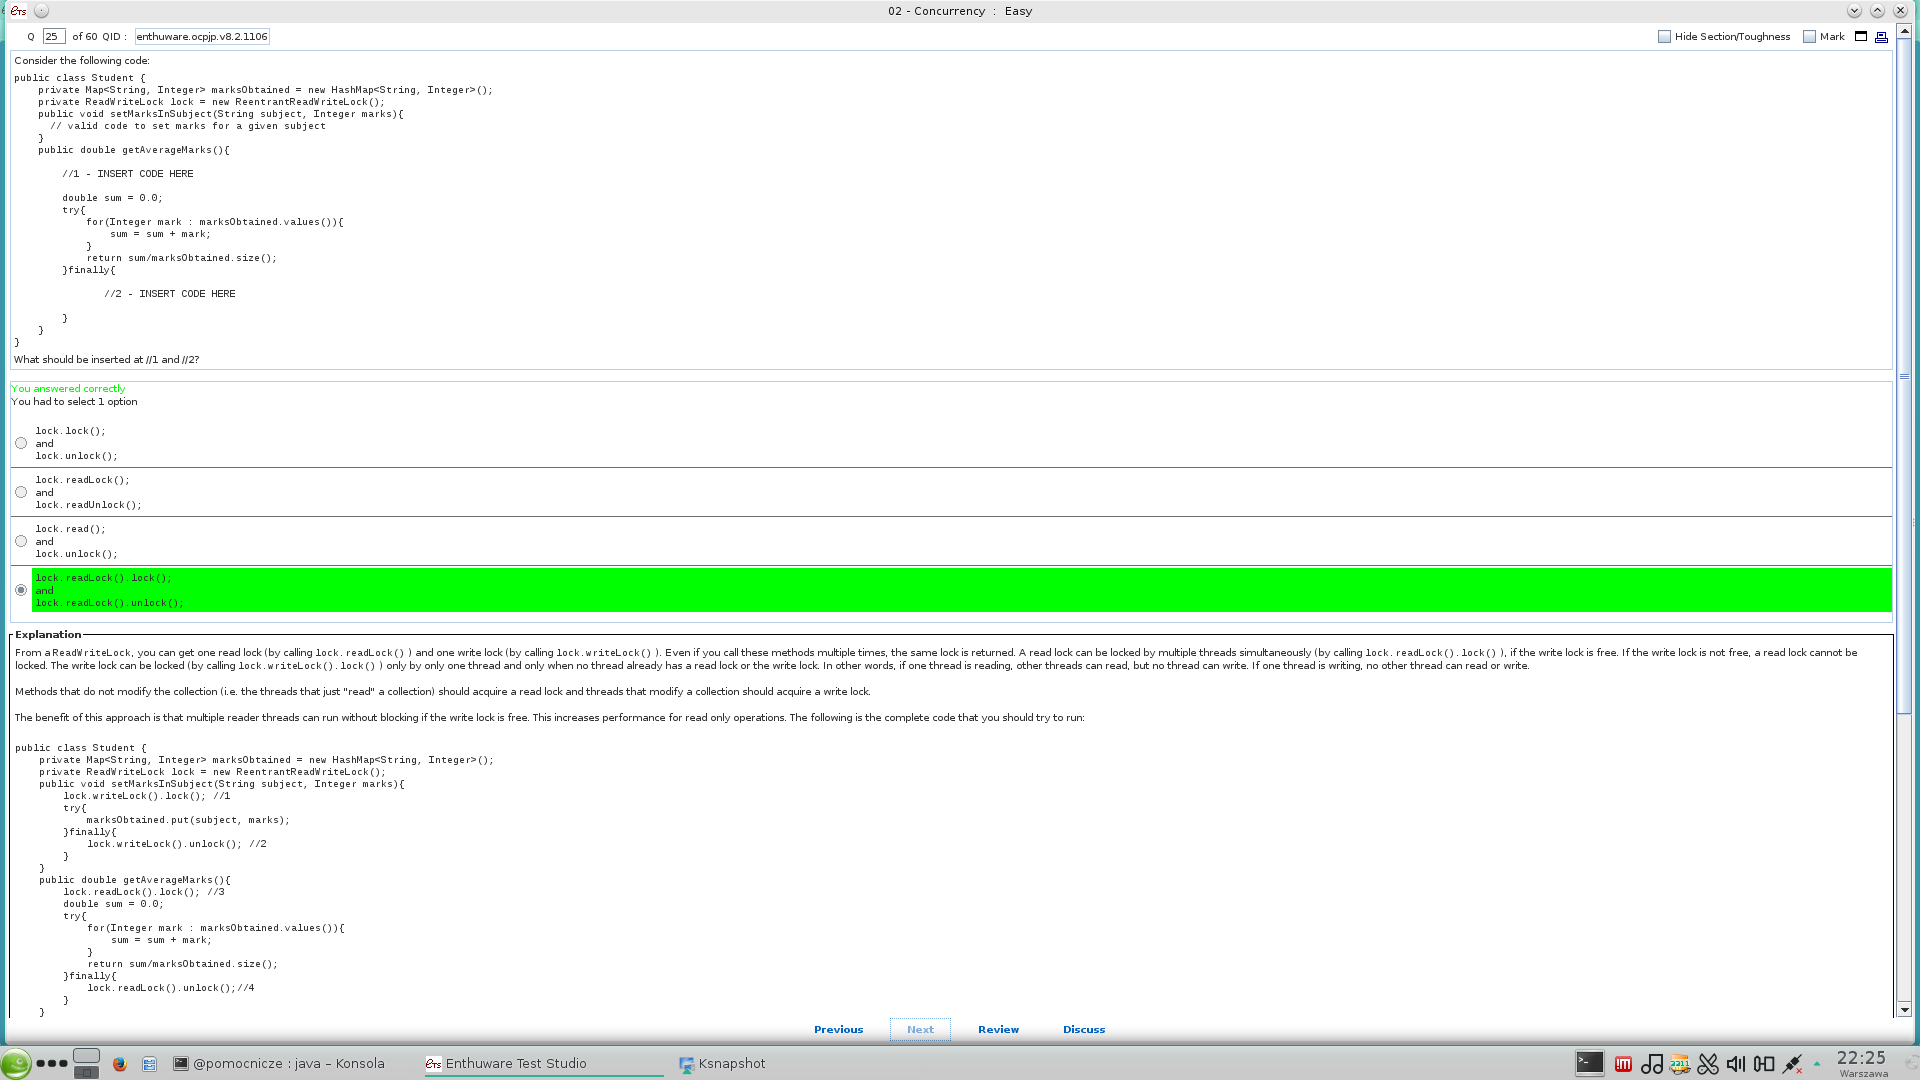 ETS
02 - Concurrency : Easy
Q 25 of 60 QID : enthuware.ocpjp.v8.2.1106
Hide Section/Toughness Mark
Consider the following code:
public class Student {
    private Map<String, Integer> marksObtained = new HashMap<String, Integer>();
    private ReadWriteLock lock = new ReentrantReadWriteLock();
    public void setMarksInSubject(String subject, Integer marks){
      // valid code to set marks for a given subject
    }
    public double getAverageMarks(){
        //1 - INSERT CODE HERE
        double sum = 0.0;
        try{
            for(Integer mark : marksObtained.values()){
                sum = sum + mark;
            }
            return sum/marksObtained.size();
        }finally{
               //2 - INSERT CODE HERE
        }
    }
}
What should be inserted at //1 and //2?
You answered correctly
You had to select 1 option
lock.lock();
and
lock.unlock();
lock.readLock();
and
lock.readUnlock();
lock.read();
and
lock.unlock();
lock.readLock().lock();
and
lock.readLock().unlock();
Explanation
From a ReadWriteLock, you can get one read lock (by calling lock.readLock() ) and one write lock (by calling lock.writeLock() ). Even if you call these methods multiple times, the same lock is returned. A read lock can be locked by multiple threads simultaneously (by calling lock.readLock().lock() ), if the write lock is free. If the write lock is not free, a read lock cannot be
locked. The write lock can be locked (by calling lock.writeLock().lock() ) only by only one thread and only when no thread already has a read lock or the write lock. In other words, if one thread is reading, other threads can read, but no thread can write. If one thread is writing, no other thread can read or write.
Methods that do not modify the collection (i.e. the threads that just "read" a collection) should acquire a read lock and threads that modify a collection should acquire a write lock.
The benefit of this approach is that multiple reader threads can run without blocking if the write lock is free. This increases performance for read only operations. The following is the complete code that you should try to run:
public class Student {
    private Map<String, Integer> marksObtained = new HashMap<String, Integer>();
    private ReadWriteLock lock = new ReentrantReadWriteLock();
    public void setMarksInSubject(String subject, Integer marks){
        lock.writeLock().lock(); //1
        try{
            marksObtained.put(subject, marks);
        }finally{
            lock.writeLock().unlock(); //2
        }
    }
    public double getAverageMarks(){
        lock.readLock().lock(); //3
        double sum = 0.0;
        try{
            for(Integer mark : marksObtained.values()){
                sum = sum + mark;
            }
            return sum/marksObtained.size();
        }finally{
            lock.readLock().unlock();//4
        }
    }
Previous Next Review Discuss
@pomocnicze : java – Konsola
ETS Enthuware Test Studio
Ksnapshot
22:25
Warszawa